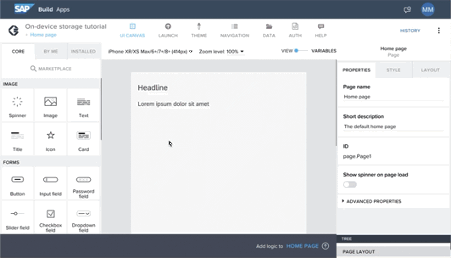 SAP Build Apps
MM
On-device storage tutorial
Home page
UI CANVAS
LAUNCH
THEME
NAVIGATION
DATA
AUTH
HELP
HISTORY
CORE
BY ME
INSTALLED
iPhone XR/XS Max/6+/7+/8+ (414px)
Zoom level: 100%
VIEW
VARIABLES
Home page
Page
MARKETPLACE
PROPERTIES
STYLE
LAYOUT
IMAGE
Spinner
Image
Text
Title
Icon
Card
FORMS
Button
Input field
Password
field
Slider field
Checkbox
field
Dropdown
field
Headline
Lorem ipsum dolor sit amet
Page name
Home page
Short description
The default home page
ID
page.Page1
Show spinner on page load
ADVANCED PROPERTIES
Add logic to HOME PAGE ?
TREE
PAGE LAYOUT